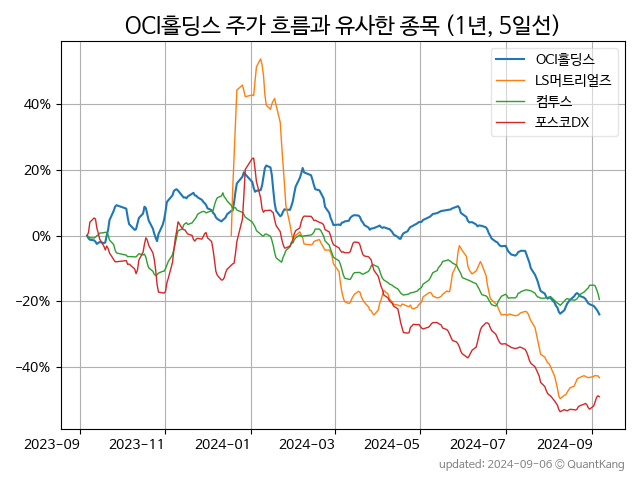 OCI홀딩스 주가 흐름과 유사한 종목 (1년, 5일선)
OCI홀딩스
LS머트리얼즈
컴투스
포스코DX
40%
20%
0%
−20%
−40%
2023-09 2023-11 2024-01 2024-03 2024-05 2024-07 2024-09
updated: 2024-09-06 © QuantKang